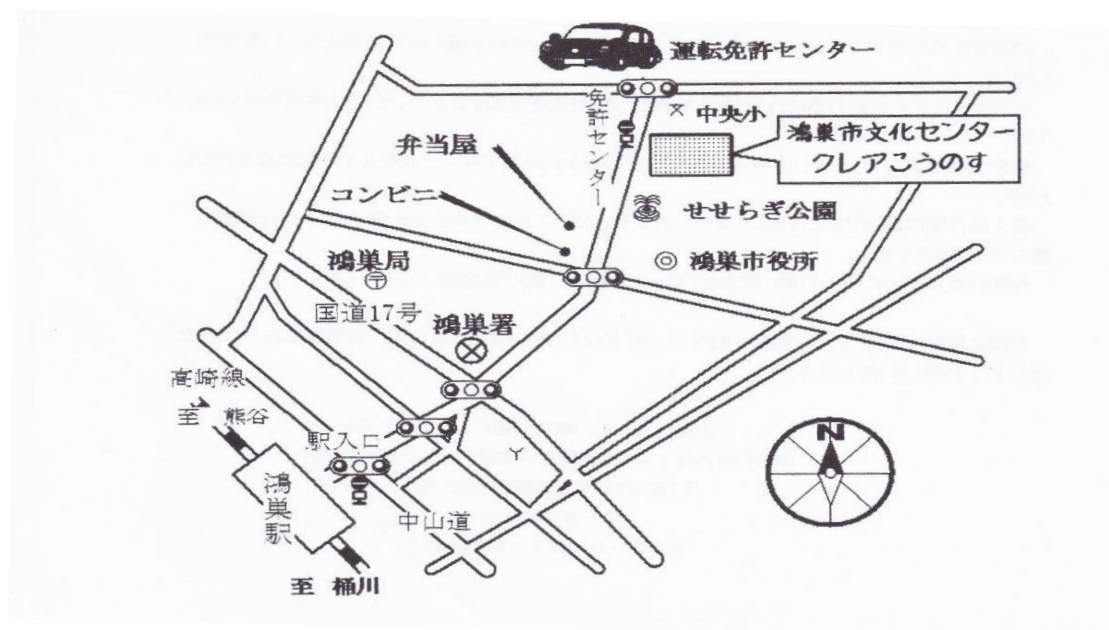 運転免許センター
免許センター
中央小
鴻巣市文化センター
クレアこうのす
弁当屋
コンビニ
せせらぎ公園
鴻巣局
鴻巣市役所
国道17号
鴻巣署
高崎線
至 熊谷
駅入口
鴻巣駅
中山道
至 桶川
N